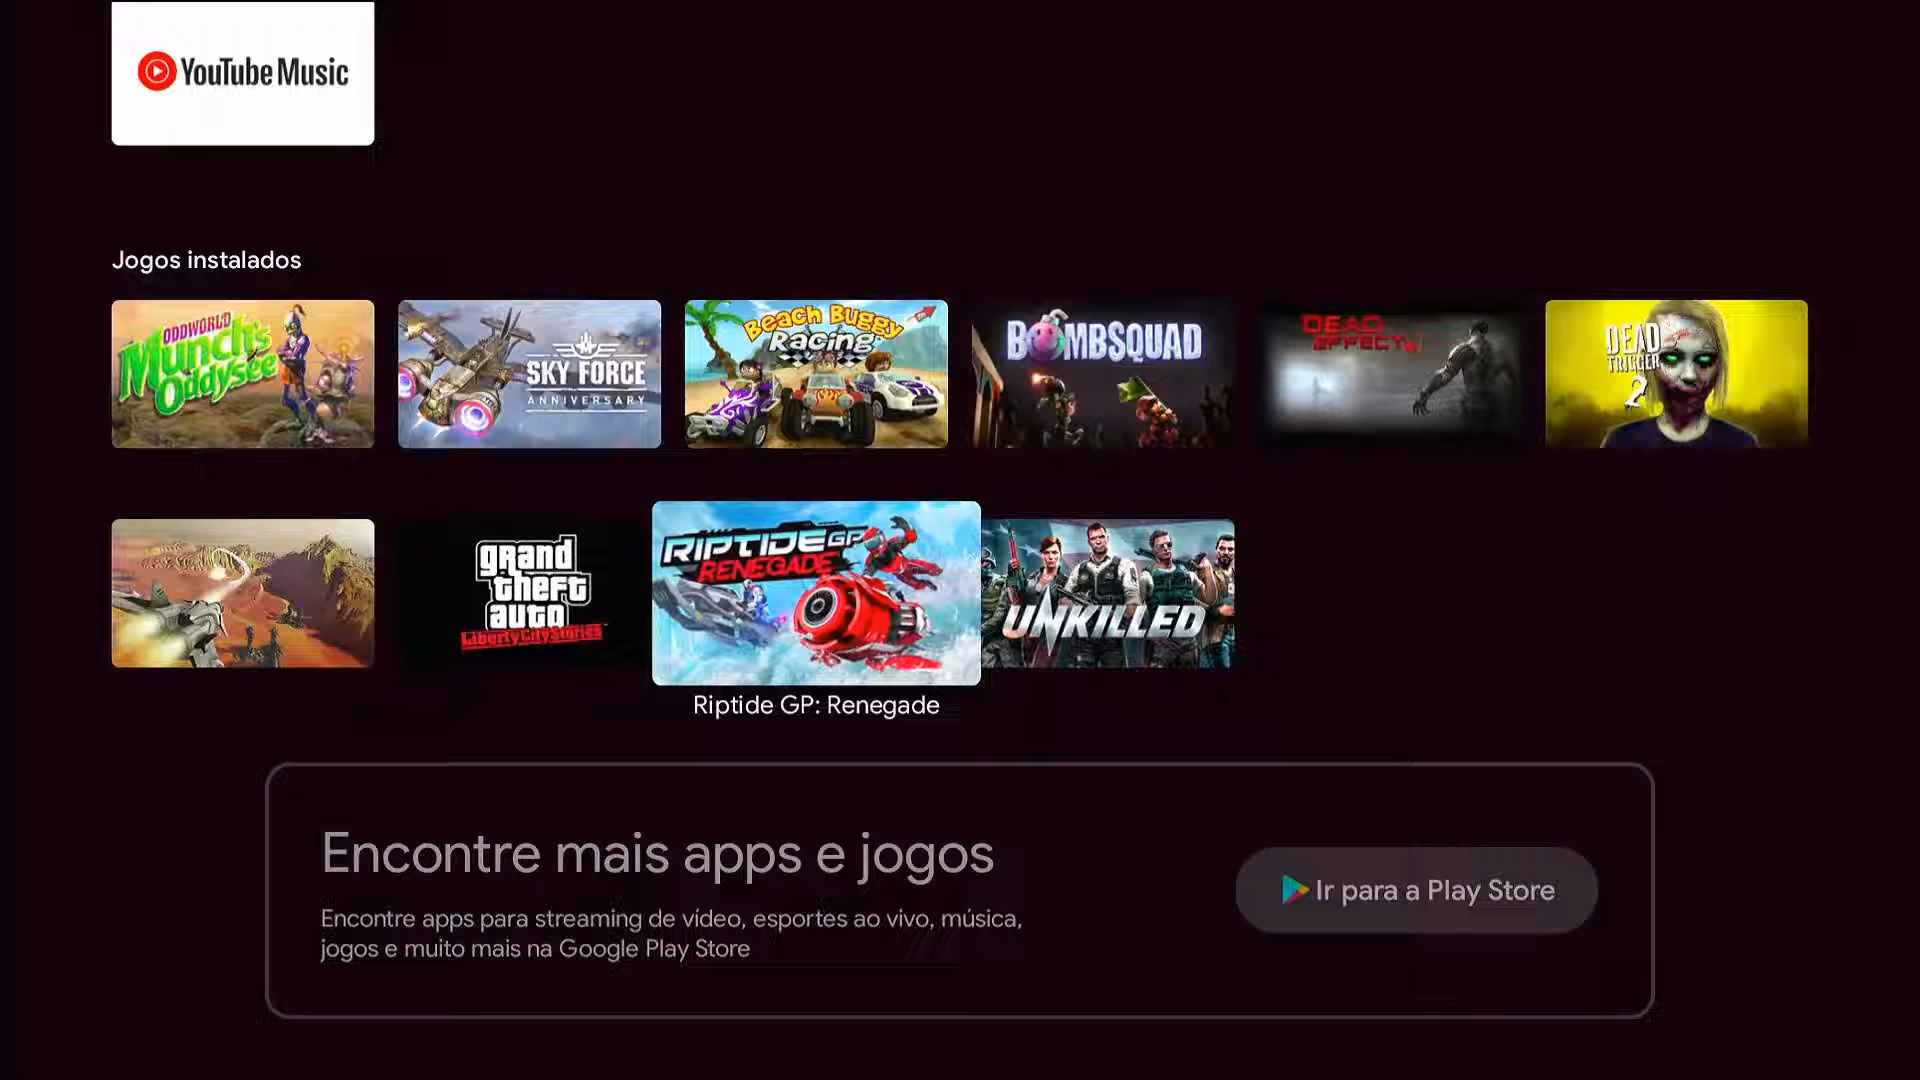 YouTube Music
Jogos instalados
ODDWORLD
Munch's
Oddysee
SKY FORCE
ANNIVERSARY
Beach Buggy
Racing
BOMBSQUAD
DEAD
EFFECT 2
DEAD
TRIGGER
2
grand
theft
auto
Liberty City Stories
RIPTIDE GP
RENEGADE
UNKILLED
Riptide GP: Renegade
Encontre mais apps e jogos
Encontre apps para streaming de vídeo, esportes ao vivo, música,
jogos e muito mais na Google Play Store
Ir para a Play Store